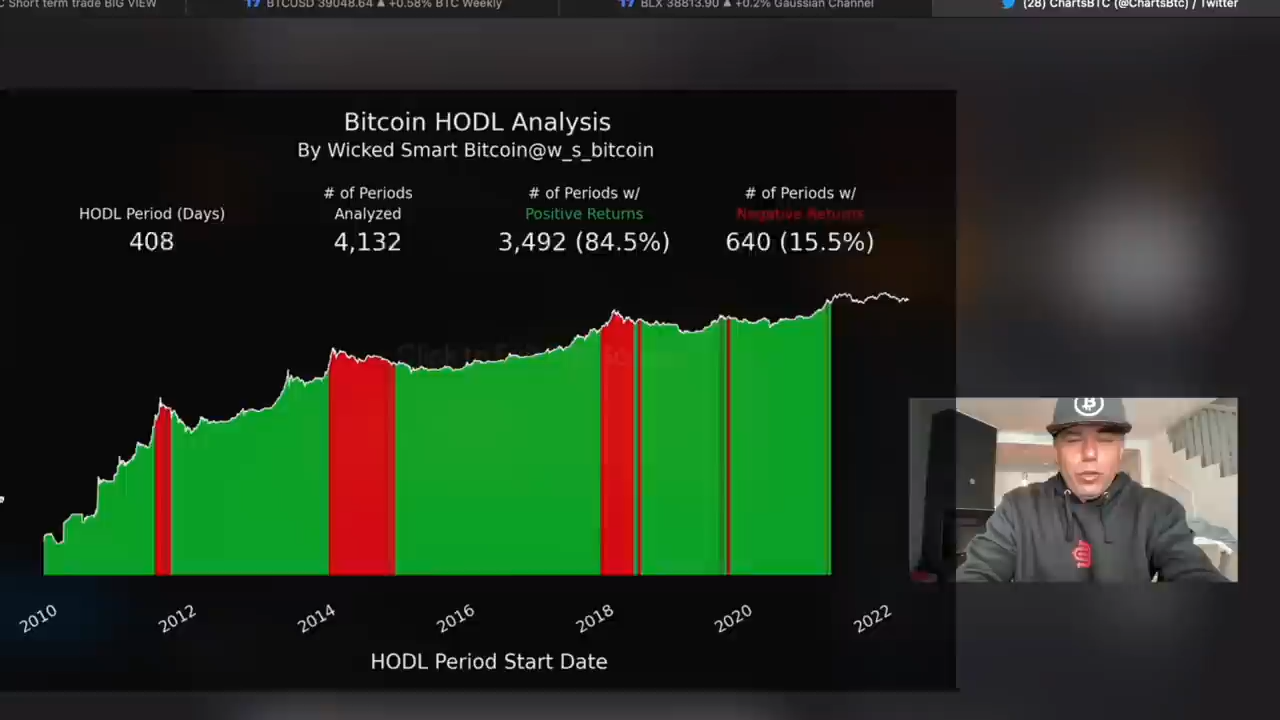 C Short term trade BIG VIEW
BTCUSD 39048.64 ▲ +0.58% BTC Weekly
BLX 38813.90 ▲ +0.2% Gaussian Channel
(28) ChartsBTC (@ChartsBtc) / Twitter
Bitcoin HODL Analysis
By Wicked Smart Bitcoin@w_s_bitcoin
HODL Period (Days)
408
# of Periods
Analyzed
4,132
# of Periods w/
Positive Returns
3,492 (84.5%)
# of Periods w/
Negative Returns
640 (15.5%)
2010
2012
2014
2016
2018
2020
2022
HODL Period Start Date